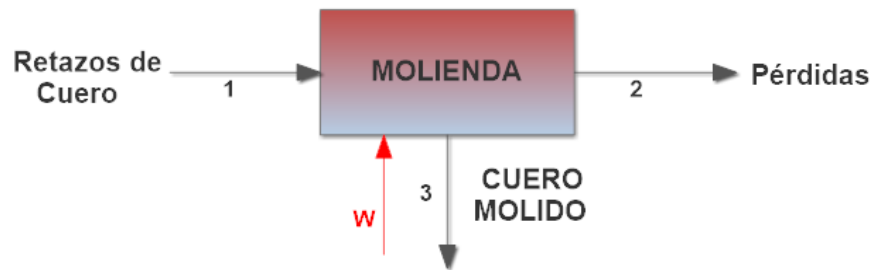 Retazos de
Cuero
1
MOLIENDA
2
Pérdidas
W
3
CUERO
MOLIDO